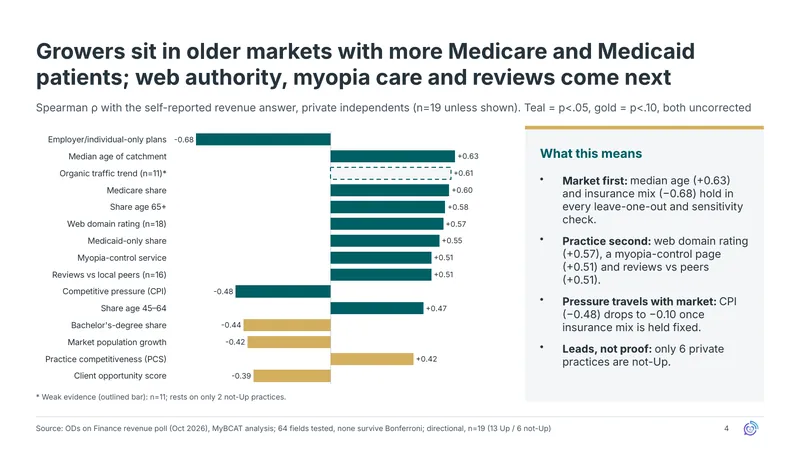 Growers sit in older markets with more Medicare and Medicaid
patients; web authority, myopia care and reviews come next
Spearman ρ with the self-reported revenue answer, private independents (n=19 unless shown). Teal = p<.05, gold = p<.10, both uncorrected
Employer/individual-only plans -0.68
Median age of catchment +0.63
Organic traffic trend (n=11)* +0.61
Medicare share +0.60
Share age 65+ +0.58
Web domain rating (n=18) +0.57
Medicaid-only share +0.55
Myopia-control service +0.51
Reviews vs local peers (n=16) +0.51
Competitive pressure (CPI) -0.48
Share age 45–64 +0.47
Bachelor's-degree share -0.44
Market population growth -0.42
Practice competitiveness (PCS) +0.42
Client opportunity score -0.39
* Weak evidence (outlined bar): n=11; rests on only 2 not-Up practices.
What this means
• Market first: median age (+0.63)
and insurance mix (−0.68) hold in
every leave-one-out and sensitivity
check.
• Practice second: web domain rating
(+0.57), a myopia-control page
(+0.51) and reviews vs peers
(+0.51).
• Pressure travels with market: CPI
(−0.48) drops to −0.10 once
insurance mix is held fixed.
• Leads, not proof: only 6 private
practices are not-Up.
Source: ODs on Finance revenue poll (Oct 2026), MyBCAT analysis; 64 fields tested, none survive Bonferroni; directional, n=19 (13 Up / 6 not-Up)
4